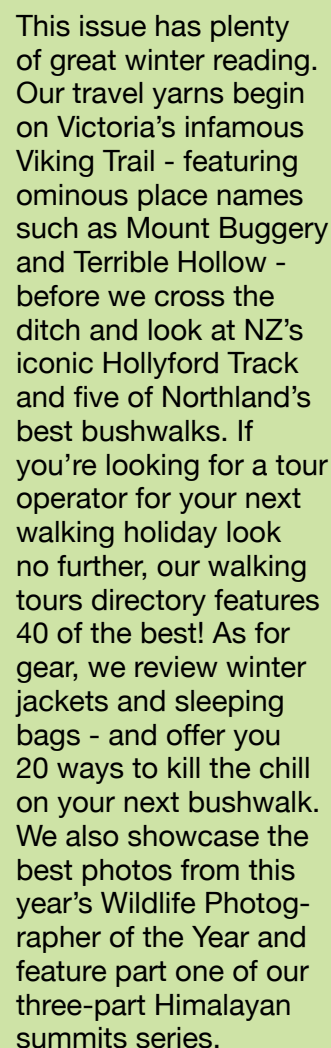 This issue has plenty
of great winter reading.
Our travel yarns begin
on Victoria’s infamous
Viking Trail - featuring
ominous place names
such as Mount Buggery
and Terrible Hollow -
before we cross the
ditch and look at NZ’s
iconic Hollyford Track
and five of Northland’s
best bushwalks. If
you’re looking for a tour
operator for your next
walking holiday look
no further, our walking
tours directory features
40 of the best! As for
gear, we review winter
jackets and sleeping
bags - and offer you
20 ways to kill the chill
on your next bushwalk.
We also showcase the
best photos from this
year’s Wildlife Photog-
rapher of the Year and
feature part one of our
three-part Himalayan
summits series.